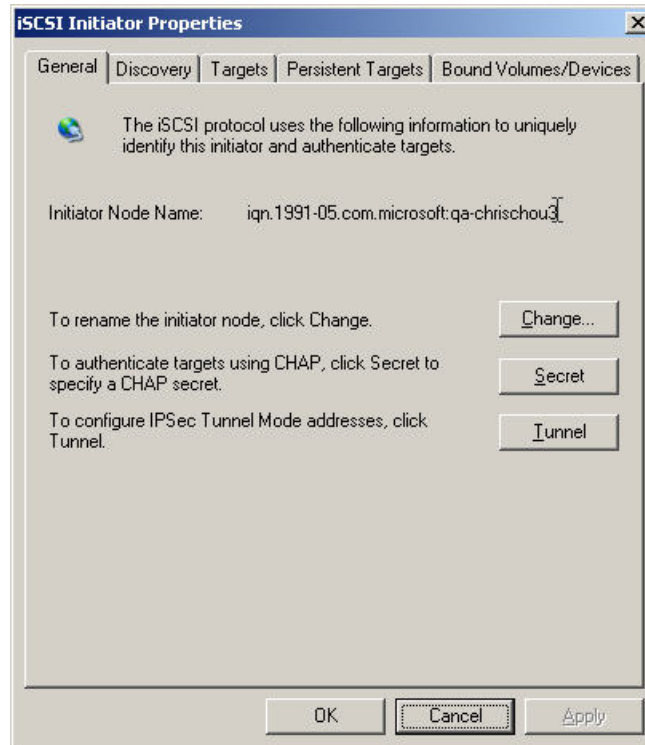 iSCSI Initiator Properties
General Discovery Targets Persistent Targets Bound Volumes/Devices
The iSCSI protocol uses the following information to uniquely
identify this initiator and authenticate targets.
Initiator Node Name: iqn.1991-05.com.microsoft:qa-chrischou3
To rename the initiator node, click Change.
Change...
To authenticate targets using CHAP, click Secret to
specify a CHAP secret.
Secret
To configure IPSec Tunnel Mode addresses, click
Tunnel.
Tunnel
OK Cancel Apply